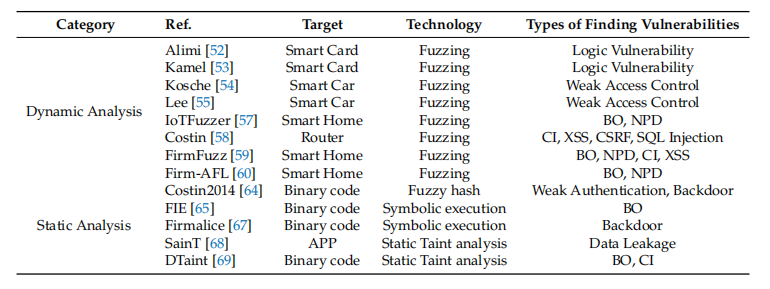 Category Ref. Target Technology Types of Finding Vulnerabilities
Alimi [52] Smart Card Fuzzing Logic Vulnerability
Kamel [53] Smart Card Fuzzing Logic Vulnerability
Kosche [54] Smart Car Fuzzing Weak Access Control
Lee [55] Smart Car Fuzzing Weak Access Control
Dynamic Analysis IoTFuzzer [57] Smart Home Fuzzing BO, NPD
Costin [58] Router Fuzzing CI, XSS, CSRF, SQL Injection
FirmFuzz [59] Smart Home Fuzzing BO, NPD, CI, XSS
Firm-AFL [60] Smart Home Fuzzing BO, NPD
Costin2014 [64] Binary code Fuzzy hash Weak Authentication, Backdoor
FIE [65] Binary code Symbolic execution BO
Static Analysis Firmalice [67] Binary code Symbolic execution Backdoor
SainT [68] APP Static Taint analysis Data Leakage
DTaint [69] Binary code Static Taint analysis BO, CI